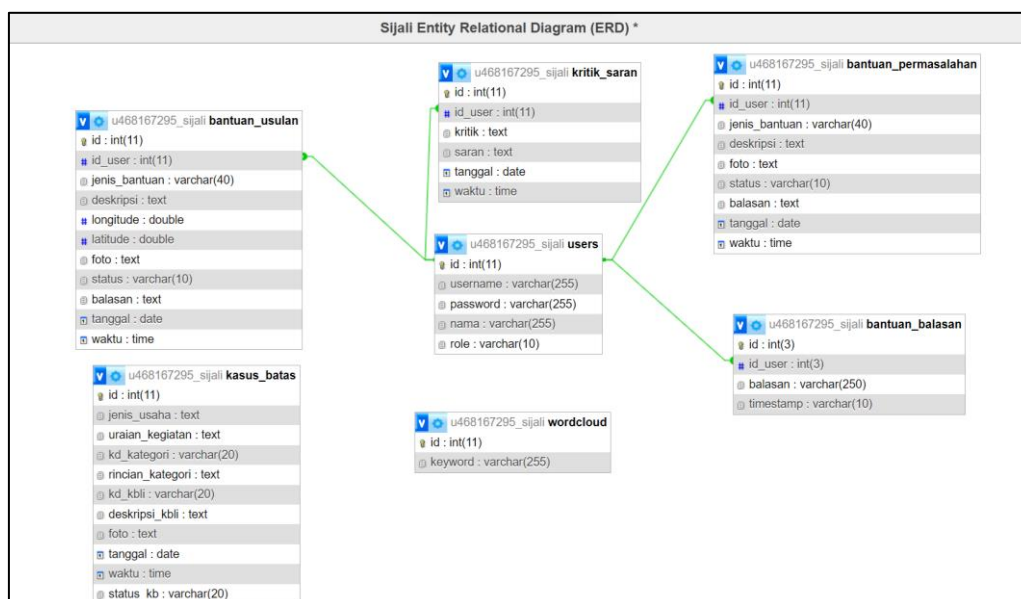 Sijali Entity Relational Diagram (ERD) *
u468167295_sijali bantuan_usulan
id : int(11)
# id_user : int(11)
jenis_bantuan : varchar(40)
deskripsi : text
# longitude : double
# latitude : double
foto : text
status : varchar(10)
balasan : text
tanggal : date
waktu : time
u468167295_sijali kritik_saran
id : int(11)
# id_user : int(11)
kritik : text
saran : text
tanggal : date
waktu : time
u468167295_sijali bantuan_permasalahan
id : int(11)
# id_user : int(11)
jenis_bantuan : varchar(40)
deskripsi : text
foto : text
status : varchar(10)
balasan : text
tanggal : date
waktu : time
u468167295_sijali users
id : int(11)
username : varchar(255)
password : varchar(255)
nama : varchar(255)
role : varchar(10)
u468167295_sijali bantuan_balasan
id : int(3)
# id_user : int(3)
balasan : varchar(250)
timestamp : varchar(10)
u468167295_sijali kasus_batas
id : int(11)
jenis_usaha : text
uraian_kegiatan : text
kd_kategori : varchar(20)
rincian_kategori : text
kd_kbli : varchar(20)
deskripsi_kbli : text
foto : text
tanggal : date
waktu : time
status_kb : varchar(20)
u468167295_sijali wordcloud
id : int(11)
keyword : varchar(255)